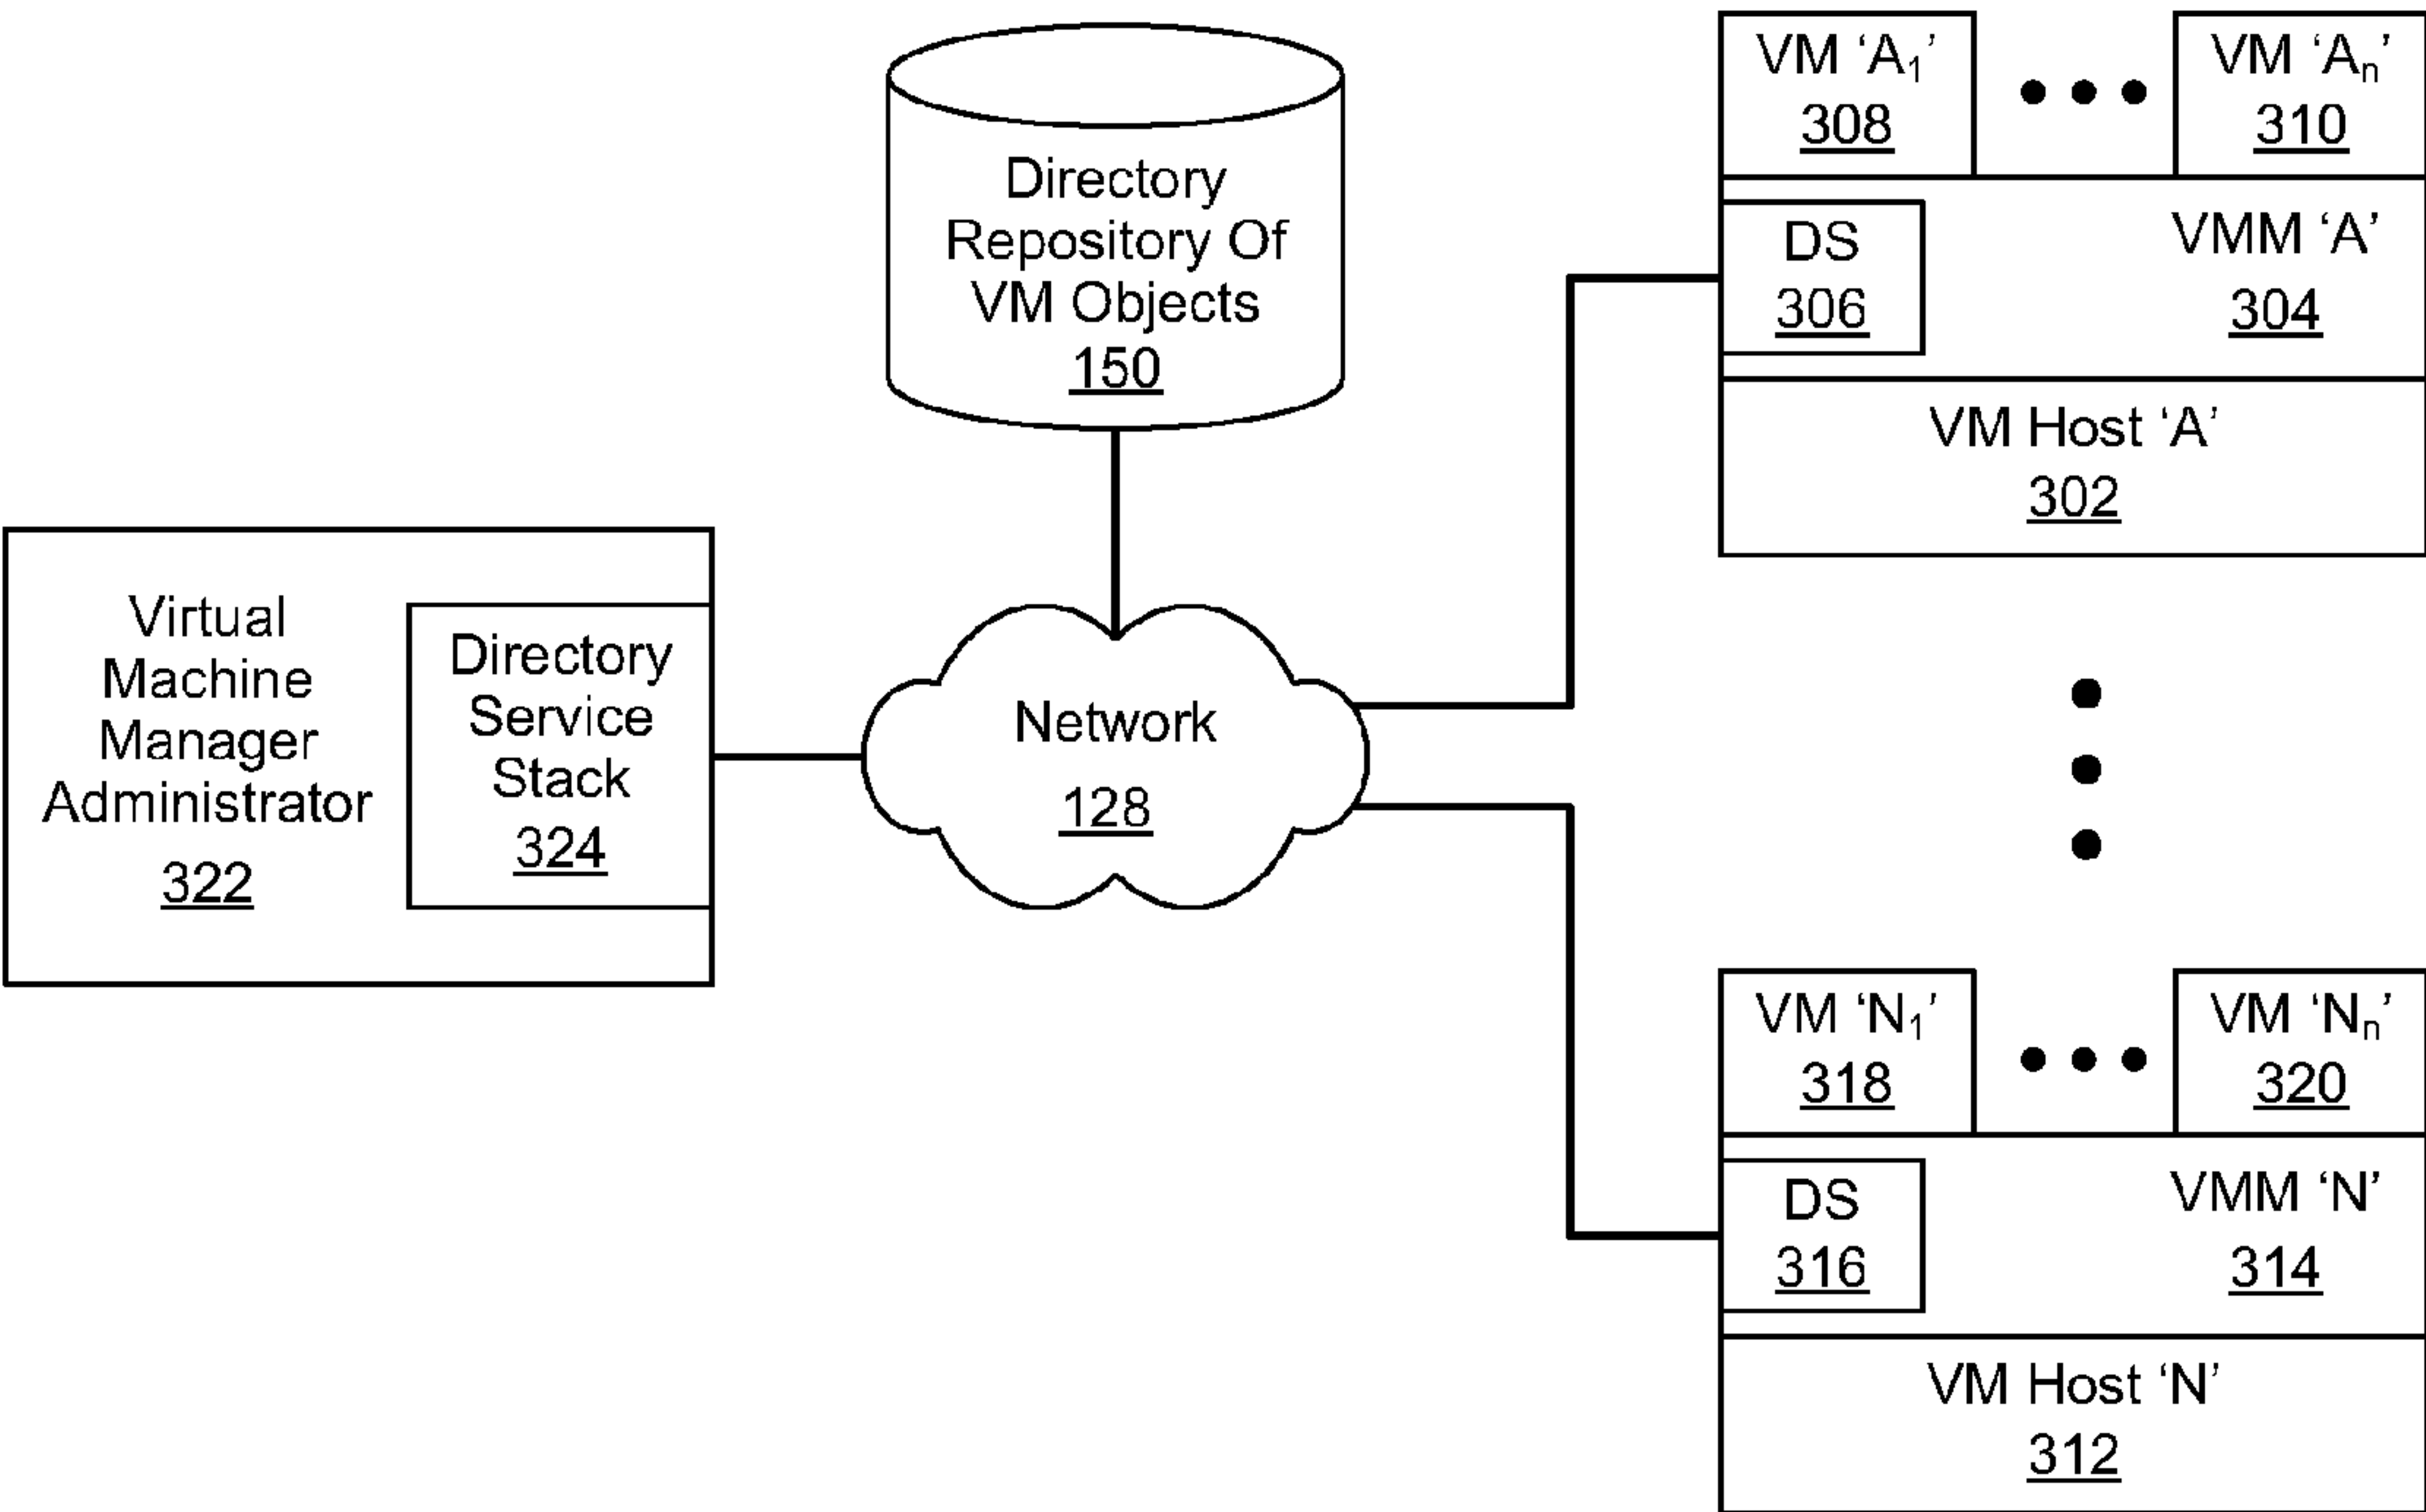 Directory
Repository Of
VM Objects
150
VM ‘A₁’
308
VM ‘Aₙ’
310
DS
306
VMM ‘A’
304
VM Host ‘A’
302
Virtual
Machine
Manager
Administrator
322
Directory
Service
Stack
324
Network
128
VM ‘N₁’
318
VM ‘Nₙ’
320
DS
316
VMM ‘N’
314
VM Host ‘N’
312